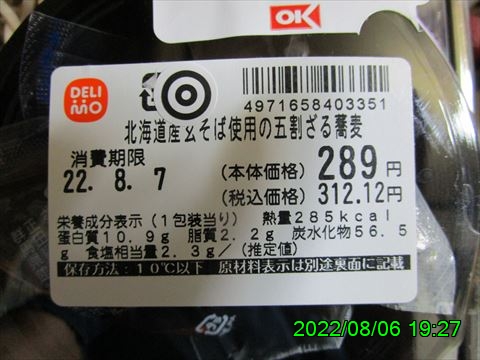 OK
DELI
mo
4971658403351
北海道産玄そば使用の五割ざる蕎麦
消費期限
22. 8. 7
(本体価格) 289円
(税込価格) 312.12円
栄養成分表示(1包装当り) 熱量285kcal
蛋白質10.9g 脂質2.2g 炭水化物56.5
g 食塩相当量2.3g/(推定値)
保存方法:10℃以下 原材料表示は別途裏面に記載
2022/08/06 19:27